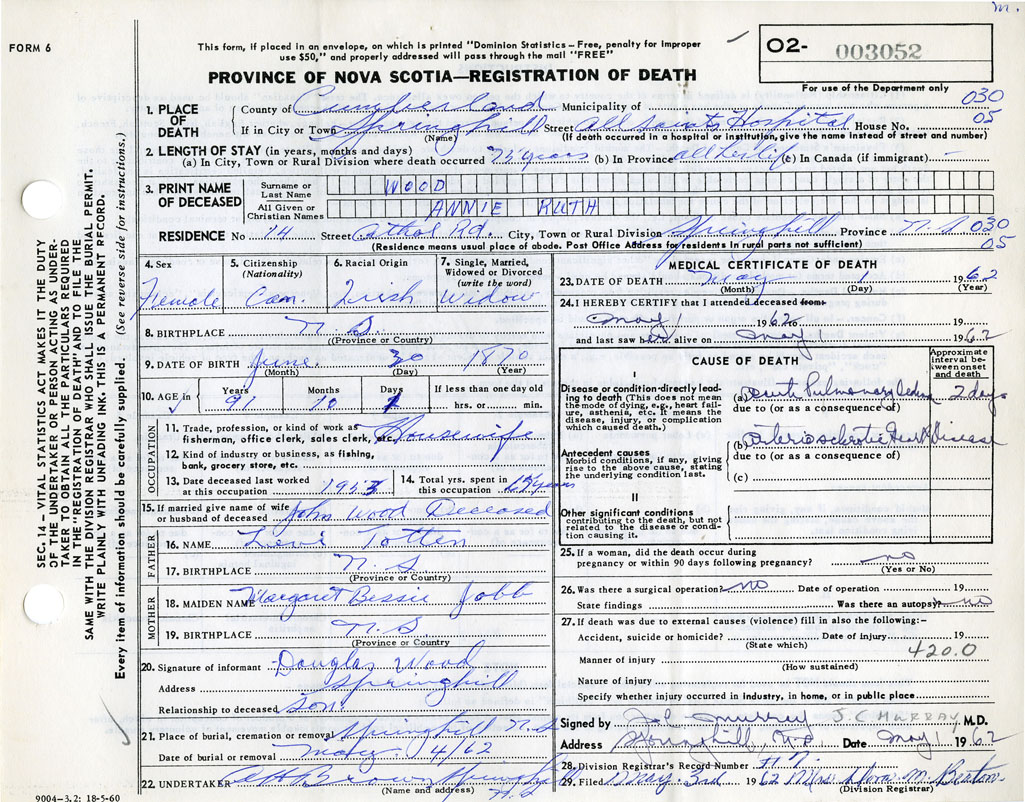 m.
FORM 6
This form, if placed in an envelope, on which is printed "Dominion Statistics – Free, penalty for improper
use $50," and properly addressed will pass through the mail "FREE"
O2- 003052
PROVINCE OF NOVA SCOTIA—REGISTRATION OF DEATH
For use of the Department only
030
05
1. PLACE OF DEATH
County of Cumberland Municipality of
If in City or Town Springhill Street All Saints Hospital House No.
(Name) (If death occurred in a hospital or institution, give the name instead of street and number)
2. LENGTH OF STAY (in years, months and days)
(a) In City, Town or Rural Division where death occurred 75 years (b) In Province all her life (c) In Canada (if immigrant) -
3. PRINT NAME OF DECEASED
Surname or Last Name WOOD
All Given or Christian Names ANNIE RUTH
RESIDENCE No 14 Street Athol Rd. City, Town or Rural Division Springhill Province N.S 030
05
(Residence means usual place of abode. Post Office Address for residents in rural parts not sufficient)
4. Sex Female
5. Citizenship (Nationality) Can.
6. Racial Origin Irish
7. Single, Married, Widowed or Divorced (write the word) Widow
8. BIRTHPLACE N.S.
(Province or Country)
9. DATE OF BIRTH June 30 1870
(Month) (Day) (Year)
10. AGE in Years 91 Months 10 Days 1 If less than one day old
hrs. or min.
OCCUPATION
11. Trade, profession, or kind of work as
fisherman, office clerk, sales clerk, etc. Housewife
12. Kind of industry or business, as fishing,
bank, grocery store, etc.
13. Date deceased last worked at this occupation 1953
14. Total yrs. spent in this occupation years
15. If married give name of wife
or husband of deceased John Wood Deceased
FATHER
16. NAME Levi Totten
17. BIRTHPLACE N.S.
(Province or Country)
MOTHER
18. MAIDEN NAME Margaret Bessie Jobb
19. BIRTHPLACE N.S.
(Province or Country)
20. Signature of informant Douglas Wood
Address Springhill
Relationship to deceased Son.
21. Place of burial, cremation or removal Springhill N.S
Date of burial or removal May 4/62
22. UNDERTAKER Brown Springhill
N.S
(Name and address)
9004-3,2: 18-5-60
MEDICAL CERTIFICATE OF DEATH
23. DATE OF DEATH May 1 1962
(Month) (Day) (Year)
24. I HEREBY CERTIFY that I attended deceased from
May 1 1962 to 19
and last saw her alive on May 1 1962
CAUSE OF DEATH
Approximate interval between onset and death
I
Disease or condition directly leading to death (This does not mean the mode of dying, e.g., heart failure, asthenia, etc. It means the disease, injury, or complication which caused death.)
(a) Acute Pulmonary Edema 2 days
due to (or as a consequence of)
Antecedent causes
Morbid conditions, if any, giving rise to the above cause, stating the underlying condition last.
(b) Arteriosclerotic Heart Disease
due to (or as a consequence of)
(c)
II
Other significant conditions
contributing to the death, but not related to the disease or condition causing it.
25. If a woman, did the death occur during
pregnancy or within 90 days following pregnancy? no
(Yes or No)
26. Was there a surgical operation? no Date of operation 19
State findings Was there an autopsy? no
27. If death was due to external causes (violence) fill in also the following:-
Accident, suicide or homicide? Date of injury 19
(State which)
420.0
Manner of injury
(How sustained)
Nature of injury
Specify whether injury occurred in industry, in home, or in public place
Signed by J.C. Murray J.C MURRAY M.D.
Address Springhill, N.S Date May 1 1962
28. Division Registrar's Record Number
29. Filed May 3rd 1962 Mrs M. Beaton
(Division Registrar)
SEC. 14 – VITAL STATISTICS ACT MAKES IT THE DUTY
OF THE UNDERTAKER OR PERSON ACTING AS UNDER-
TAKER TO OBTAIN ALL THE PARTICULARS REQUIRED
IN THE "REGISTRATION OF DEATH" AND TO FILE THE
SAME WITH THE DIVISION REGISTRAR WHO SHALL ISSUE THE BURIAL PERMIT.
WRITE PLAINLY WITH UNFADING INK. THIS IS A PERMANENT RECORD.
Every item of information should be carefully supplied. (See reverse side for instructions.)